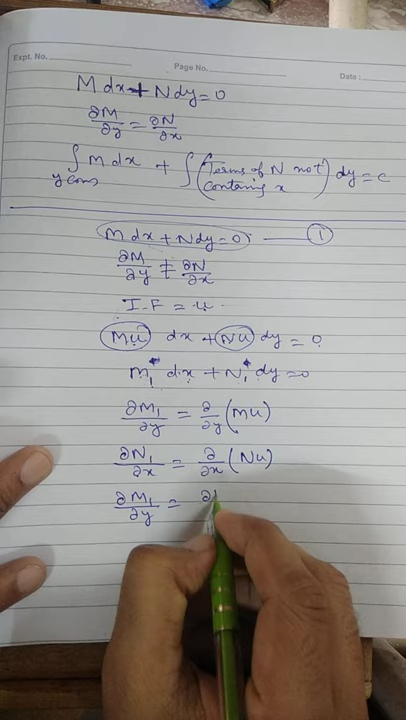 Expt. No.
Page No.
Date :
M dx + N dy = 0
∂M/∂y = ∂N/∂x
∫ M dx + ∫ (Terms of N not containing x) dy = c
y cons
M dx + N dy = 0 — ①
∂M/∂y ≠ ∂N/∂x
I.F = u.
Mu dx + Nu dy = 0
M₁* dx + N₁* dy = 0
∂M₁/∂y = ∂/∂y (Mu)
∂N₁/∂x = ∂/∂x (Nu)
∂M₁/∂y =